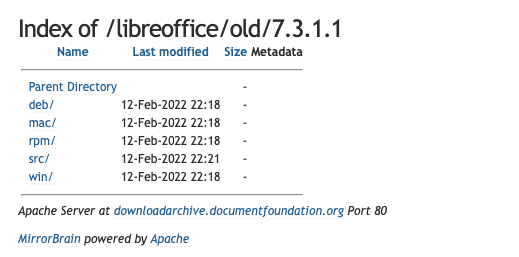 Index of /libreoffice/old/7.3.1.1
Name Last modified Size Metadata
Parent Directory -
deb/ 12-Feb-2022 22:18 -
mac/ 12-Feb-2022 22:18 -
rpm/ 12-Feb-2022 22:18 -
src/ 12-Feb-2022 22:21 -
win/ 12-Feb-2022 22:18 -
Apache Server at downloadarchive.documentfoundation.org Port 80
MirrorBrain powered by Apache